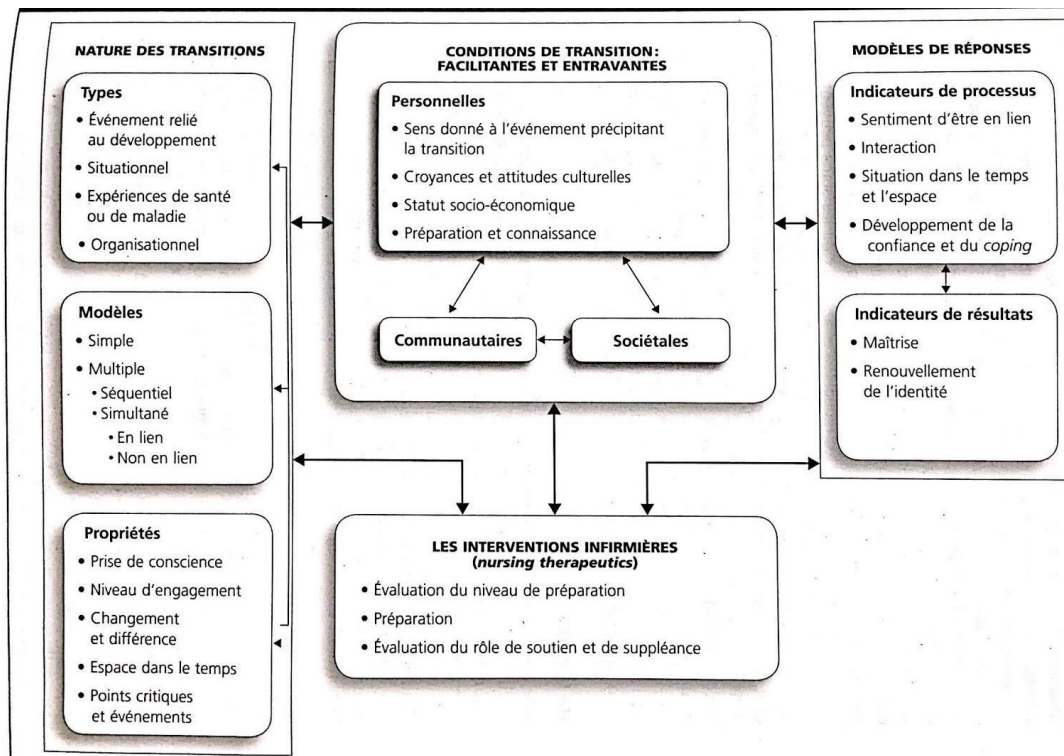 NATURE DES TRANSITIONS
Types
• Événement relié
au développement
• Situationnel
• Expériences de santé
ou de maladie
• Organisationnel
Modèles
• Simple
• Multiple
• Séquentiel
• Simultané
• En lien
• Non en lien
Propriétés
• Prise de conscience
• Niveau d'engagement
• Changement
et différence
• Espace dans le temps
• Points critiques
et événements
CONDITIONS DE TRANSITION:
FACILITANTES ET ENTRAVANTES
Personnelles
• Sens donné à l'événement précipitant
la transition
• Croyances et attitudes culturelles
• Statut socio-économique
• Préparation et connaissance
Communautaires
Sociétales
MODÈLES DE RÉPONSES
Indicateurs de processus
• Sentiment d'être en lien
• Interaction
• Situation dans le temps
et l'espace
• Développement de la
confiance et du coping
Indicateurs de résultats
• Maîtrise
• Renouvellement
de l'identité
LES INTERVENTIONS INFIRMIÈRES
(nursing therapeutics)
• Évaluation du niveau de préparation
• Préparation
• Évaluation du rôle de soutien et de suppléance